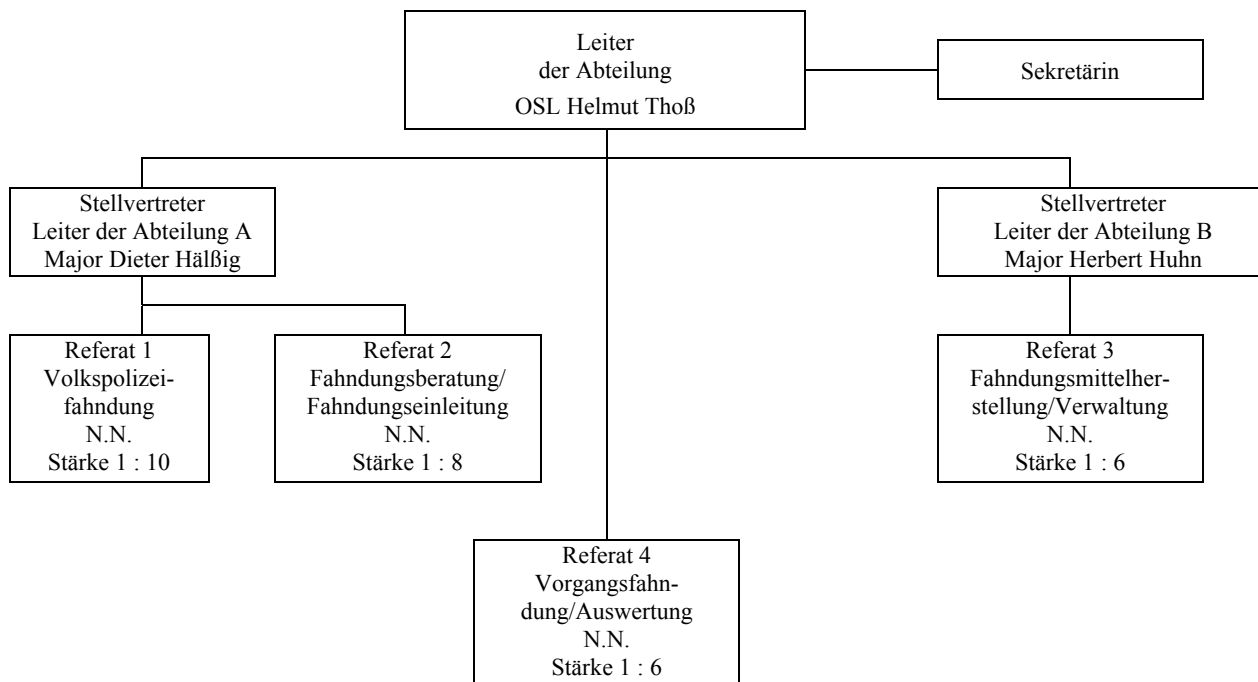 Leiter
der Abteilung
OSL Helmut Thoß
Sekretärin
Stellvertreter
Leiter der Abteilung A
Major Dieter Hälßig
Stellvertreter
Leiter der Abteilung B
Major Herbert Huhn
Referat 1
Volkspolizei-
fahndung
N.N.
Stärke 1 : 10
Referat 2
Fahndungsberatung/
Fahndungseinleitung
N.N.
Stärke 1 : 8
Referat 3
Fahndungsmittelher-
stellung/Verwaltung
N.N.
Stärke 1 : 6
Referat 4
Vorgangsfahn-
dung/Auswertung
N.N.
Stärke 1 : 6